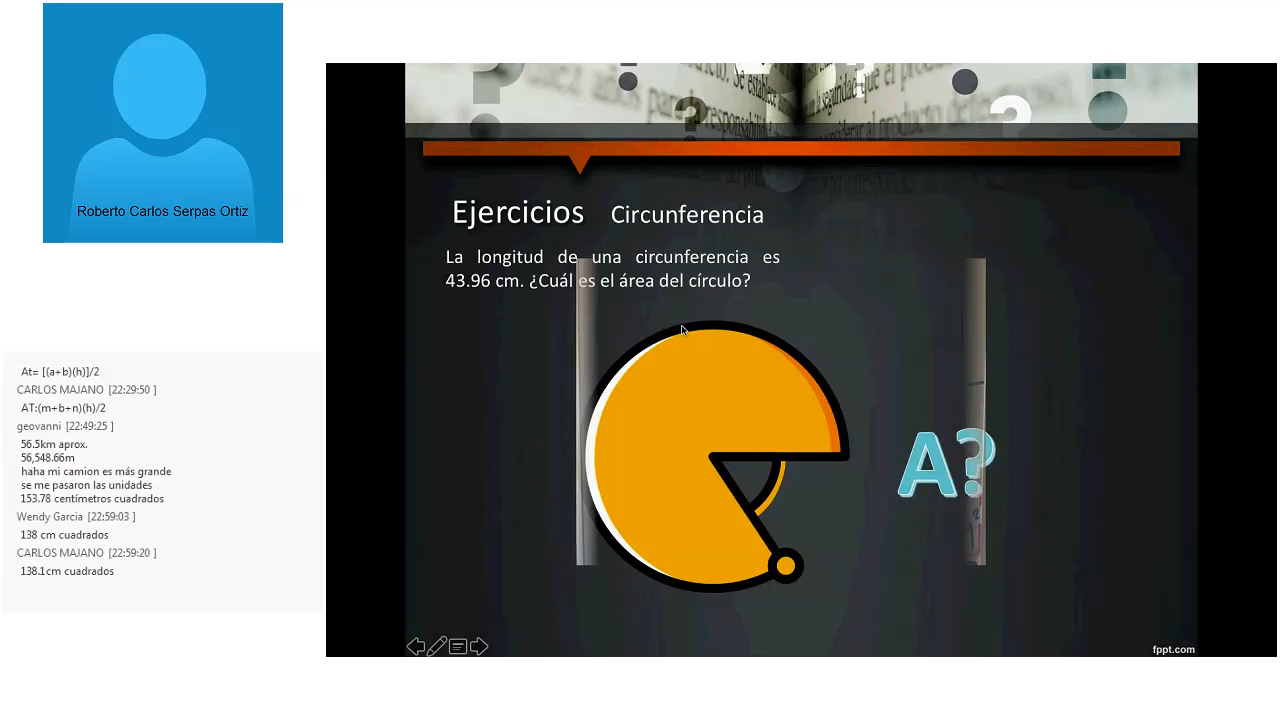 Roberto Carlos Serpas Ortiz
At= [(a+b)(h)]/2
CARLOS MAJANO [22:29:50 ]
AT:(m+b+n)(h)/2
geovanni [22:49:25 ]
56.5km aprox.
56,548.66m
haha mi camion es más grande
se me pasaron las unidades
153.78 centímetros cuadrados
Wendy Garcia [22:59:03 ]
138 cm cuadrados
CARLOS MAJANO [22:59:20 ]
138.1cm cuadrados
Ejercicios Circunferencia
La longitud de una circunferencia es
43.96 cm. ¿Cuál es el área del círculo?
A?
fppt.com